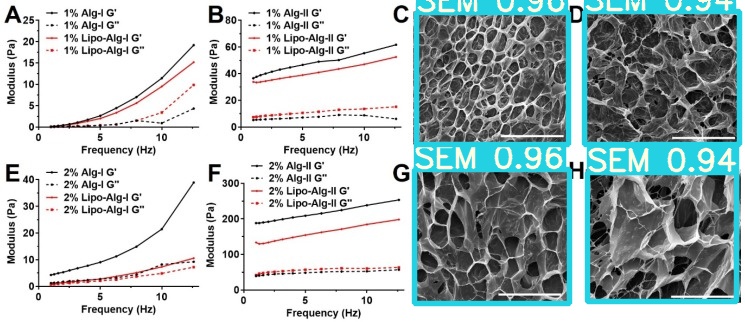 A
1% Alg-I G'
1% Alg-I G"
1% Lipo-Alg-I G'
1% Lipo-Alg-I G"
Modulus (Pa)
25
20
15
10
5
0
0 5 10
Frequency (Hz)
B
1% Alg-II G'
1% Alg-II G"
1% Lipo-Alg-II G'
1% Lipo-Alg-II G"
Modulus (Pa)
80
60
40
20
0
0 5 10
Frequency (Hz)
C
SEM 0.96
D
SEM 0.94
E
2% Alg-I G'
2% Alg-I G"
2% Lipo-Alg-I G'
2% Lipo-Alg-I G"
Modulus (Pa)
40
30
20
10
0
0 5 10
Frequency (Hz)
F
2% Alg-II G'
2% Alg-II G"
2% Lipo-Alg-II G'
2% Lipo-Alg-II G"
Modulus (Pa)
300
200
100
0
0 5 10
Frequency (Hz)
G
SEM 0.96
H
SEM 0.94